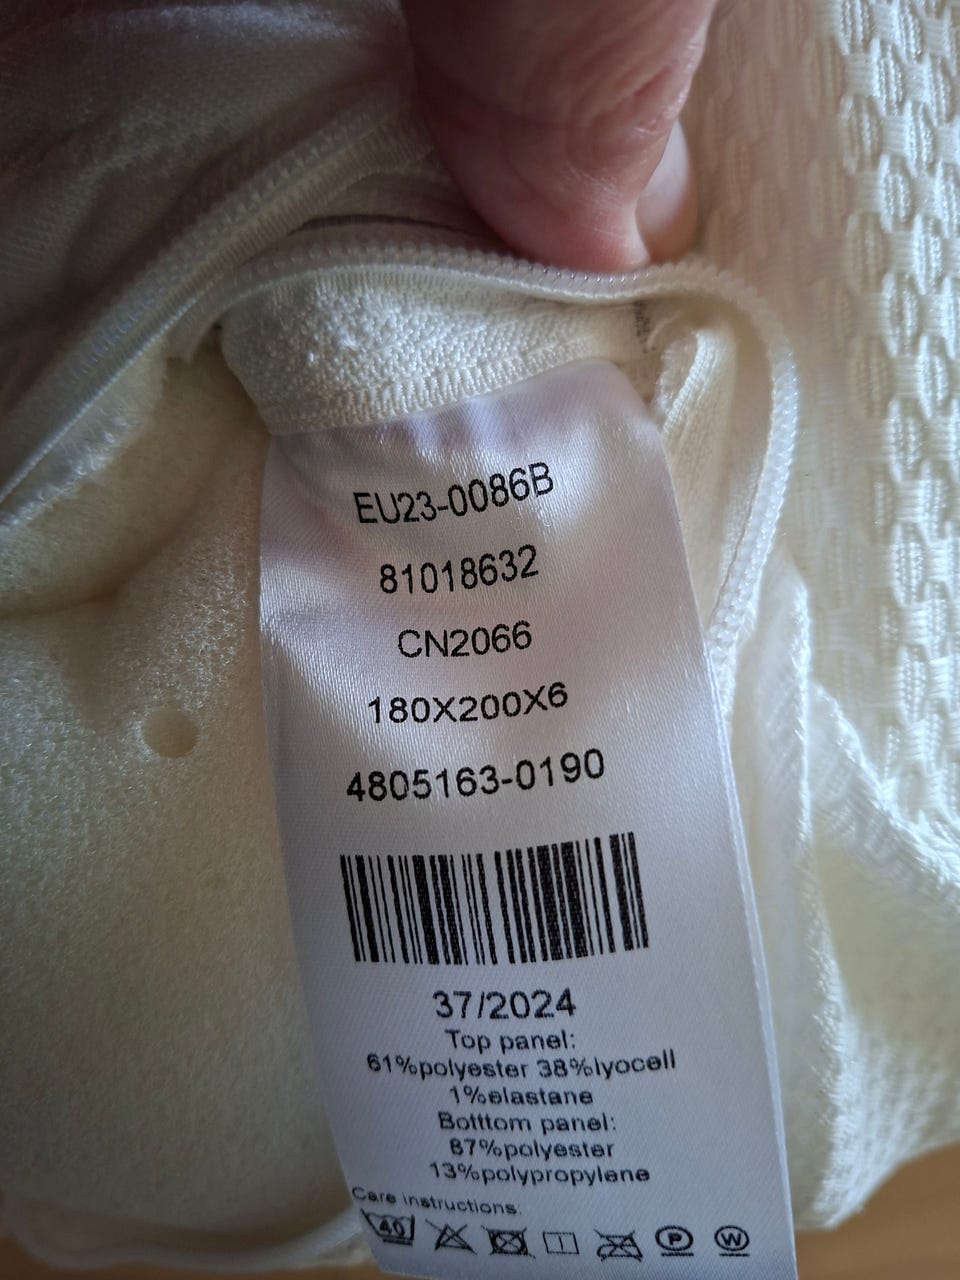 EU23-0086B
81018632
CN2066
180X200X6
4805163-0190
37/2024
Top panel:
61%polyester 38%lyocell
1%elastane
Botttom panel:
87%polyester
13%polypropylene
Care instructions:
40
P
W